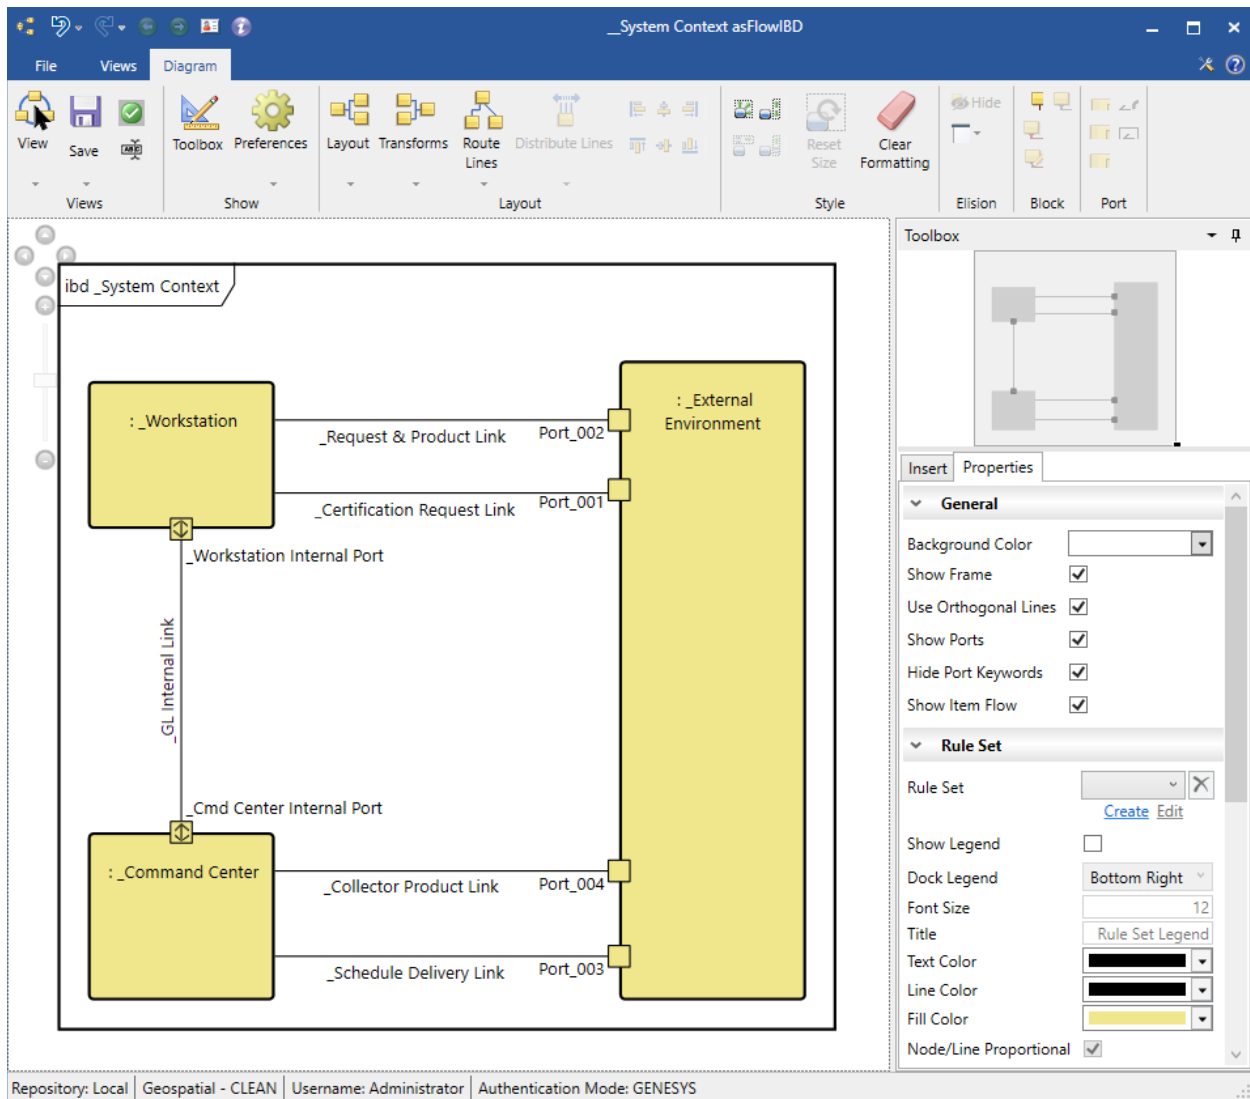 __System Context asFlowIBD
File Views Diagram
View Save Toolbox Preferences Layout Transforms Route Lines Distribute Lines Reset Size Clear Formatting Hide
Views Show Layout Style Elision Block Port
Toolbox
ibd _System Context
: _Workstation
: _External
Environment
_Request & Product Link
Port_002
_Certification Request Link
Port_001
_Workstation Internal Port
_GL Internal Link
_Cmd Center Internal Port
: _Command Center
_Collector Product Link
Port_004
_Schedule Delivery Link
Port_003
Insert Properties
General
Background Color
Show Frame
Use Orthogonal Lines
Show Ports
Hide Port Keywords
Show Item Flow
Rule Set
Rule Set
Create Edit
Show Legend
Dock Legend Bottom Right
Font Size 12
Title Rule Set Legend
Text Color
Line Color
Fill Color
Node/Line Proportional
Repository: Local Geospatial - CLEAN Username: Administrator Authentication Mode: GENESYS